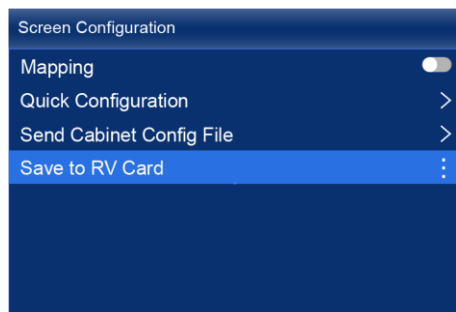 Screen Configuration
Mapping
Quick Configuration
Send Cabinet Config File
Save to RV Card